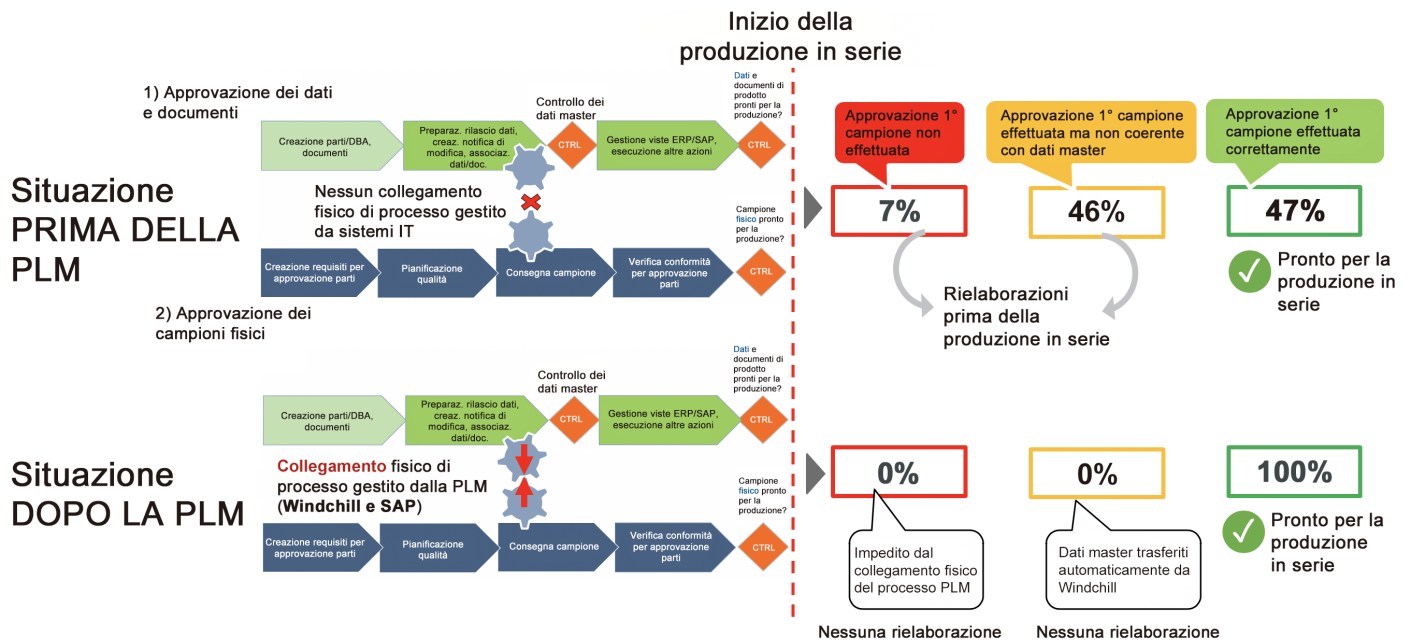 Inizio della
produzione in serie
1) Approvazione dei dati
e documenti
Controllo dei
dati master
Dati e
documenti di
prodotto
pronti per la
produzione?
Creazione parti/DBA,
documenti
Preparaz. rilascio dati,
creaz. notifica di
modifica, associaz.
dati/doc.
CTRL
Gestione viste ERP/SAP,
esecuzione altre azioni
CTRL
Approvazione 1°
campione non
effettuata
Approvazione 1° campione
effettuata ma non coerente
con dati master
Approvazione 1°
campione effettuata
correttamente
Situazione
PRIMA DELLA
PLM
Nessun collegamento
fisico di processo gestito
da sistemi IT
Campione
fisico pronto
per la
produzione?
7%
46%
47%
Creazione requisiti per
approvazione parti
Pianificazione
qualità
Consegna campione
Verifica conformità
per approvazione
parti
CTRL
Pronto per la
produzione in
serie
Rielaborazioni
prima della
produzione in serie
2) Approvazione dei
campioni fisici
Controllo dei
dati master
Dati e
documenti di
prodotto
pronti per la
produzione?
Creazione parti/DBA,
documenti
Preparaz. rilascio dati,
creaz. notifica di
modifica, associaz.
dati/doc.
CTRL
Gestione viste ERP/SAP,
esecuzione altre azioni
CTRL
Situazione
DOPO LA PLM
Collegamento fisico di
processo gestito dalla PLM
(Windchill e SAP)
Campione
fisico pronto
per la
produzione?
0%
0%
100%
Creazione requisiti per
approvazione parti
Pianificazione
qualità
Consegna campione
Verifica conformità
per approvazione
parti
CTRL
Impedito dal
collegamento fisico
del processo PLM
Dati master trasferiti
automaticamente da
Windchill
Pronto per la
produzione
in serie
Nessuna rielaborazione
Nessuna rielaborazione